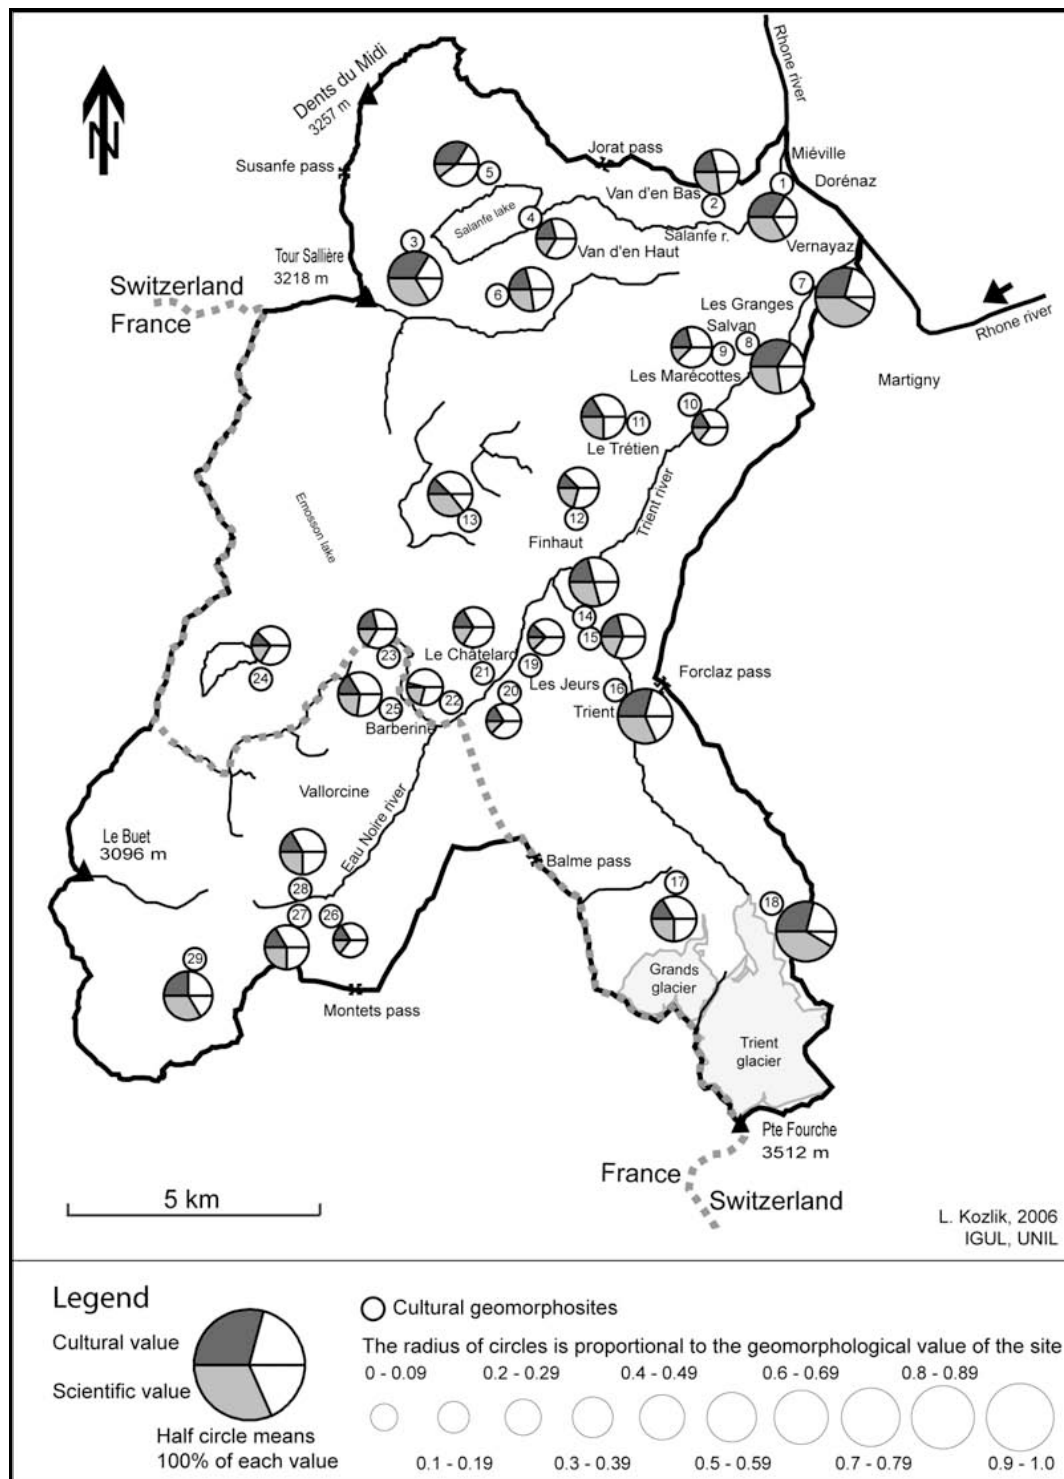 N
Dents du Midi
3257 m
Rhone river
Susanfe pass
Jorat pass
Miéville
Dorénaz
Van d'en Bas
Salanfe lake
Salanfe r.
Vernayaz
Van d'en Haut
Tour Sallière
3218 m
Switzerland
France
Les Granges
Salvan
Rhone river
Les Marécottes
Martigny
Le Trétien
Trient river
Emosson lake
Finhaut
Le Châtelard
Les Jeurs
Forclaz pass
Trient
Barberine
Vallorcine
Eau Noire river
Le Buet
3096 m
Balme pass
Grands
glacier
Trient
glacier
Montets pass
Pte Fourche
3512 m
France
Switzerland
5 km
L. Kozlik, 2006
IGUL, UNIL
1
2
3
4
5
6
7
8
9
10
11
12
13
14
15
16
17
18
19
20
21
22
23
24
25
26
27
28
29
Legend
Cultural value
Scientific value
Half circle means
100% of each value
Cultural geomorphosites
The radius of circles is proportional to the geomorphological value of the site
0 - 0.09
0.2 - 0.29
0.4 - 0.49
0.6 - 0.69
0.8 - 0.89
0.1 - 0.19
0.3 - 0.39
0.5 - 0.59
0.7 - 0.79
0.9 - 1.0